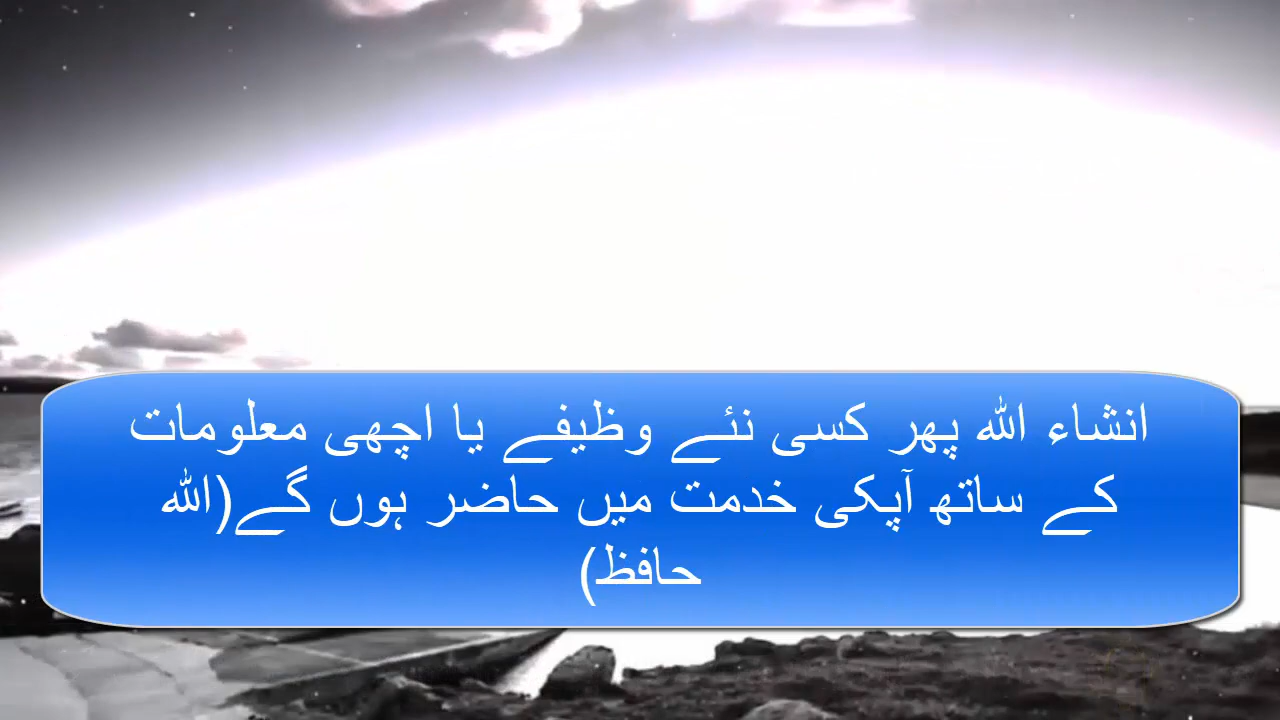 انشاء اللہ پھر کسی نئے وظیفے یا اچھی معلومات
کے ساتھ آپکی خدمت میں حاضر ہوں گے(اللہ
حافظ)